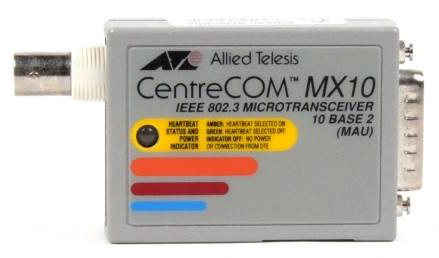 Allied Telesis
CentreCOM™ MX10
IEEE 802.3 MICROTRANSCEIVER
10 BASE 2
(MAU)
HEARTBEAT STATUS AND POWER INDICATOR
AMBER: HEARTBEAT SELECTED ON
GREEN: HEARTBEAT SELECTED OFF
INDICATOR OFF: NO POWER
OR CONNECTION FROM DTE